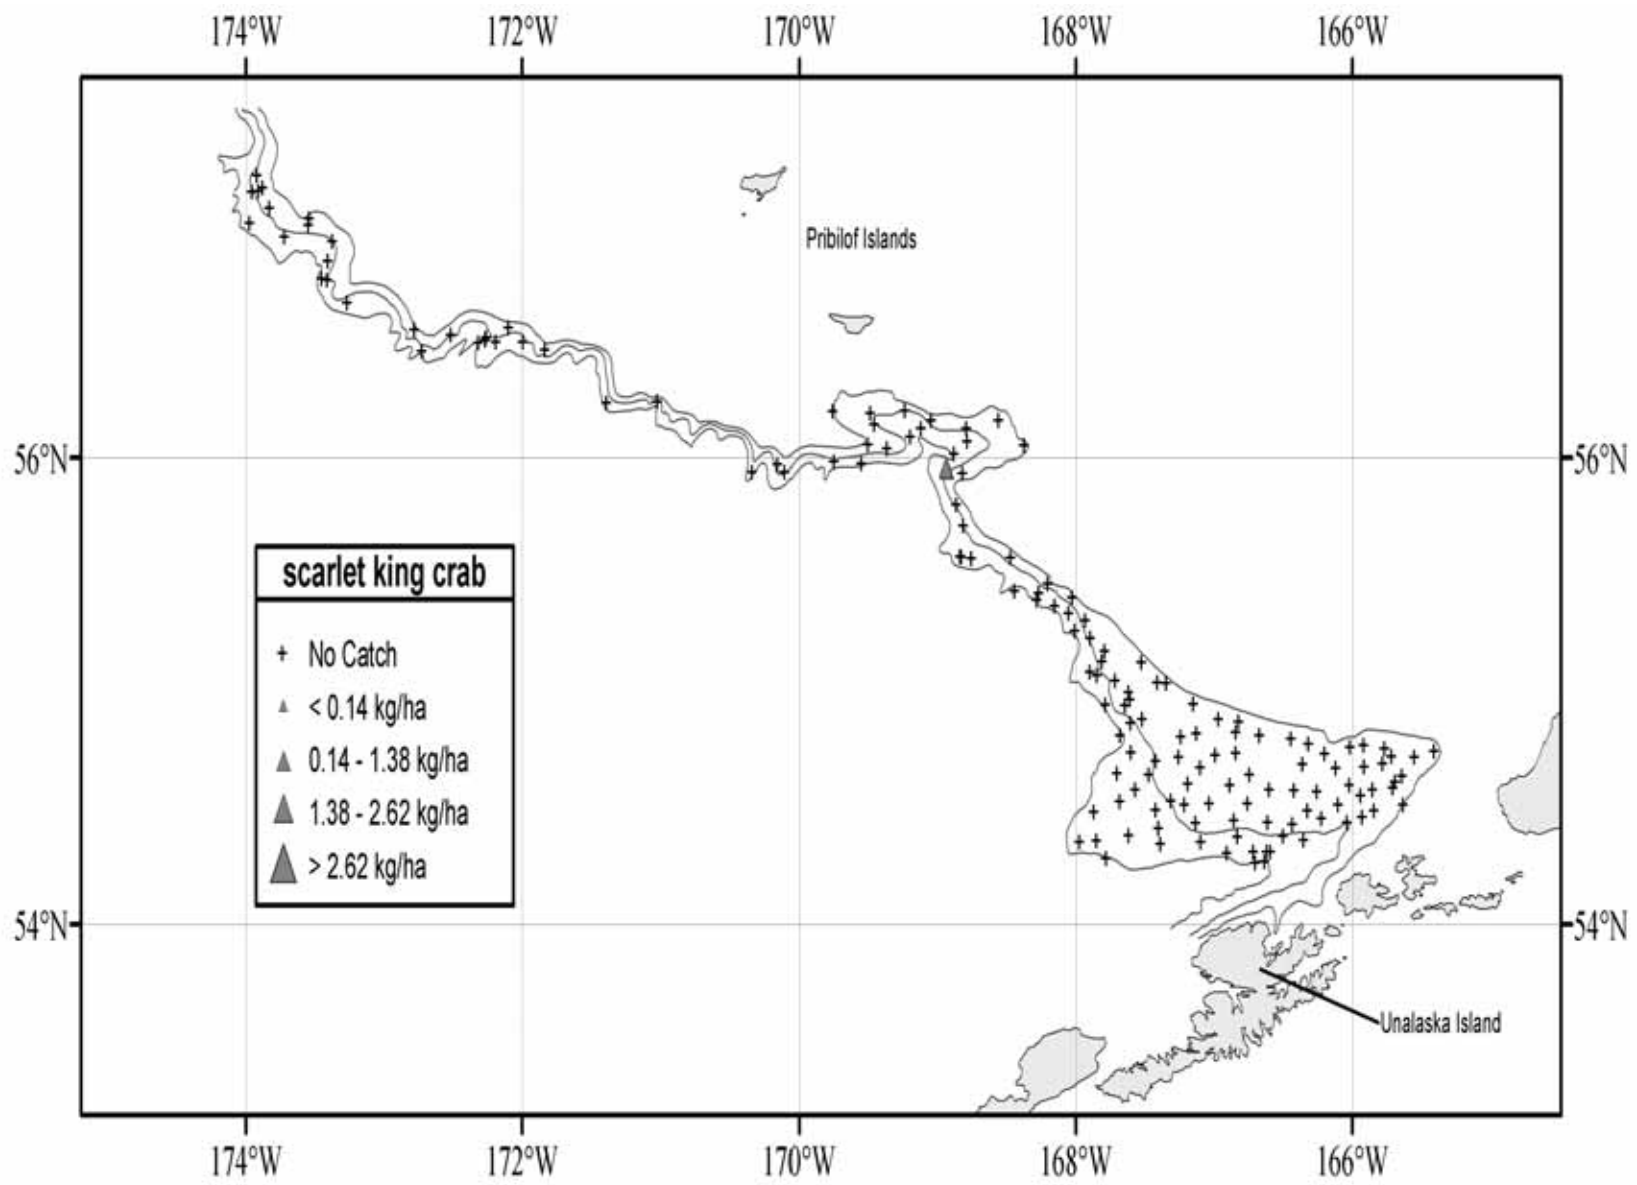 174°W 172°W 170°W 168°W 166°W
Pribilof Islands
56°N 56°N
scarlet king crab
No Catch
< 0.14 kg/ha
0.14 - 1.38 kg/ha
1.38 - 2.62 kg/ha
> 2.62 kg/ha
54°N 54°N
Unalaska Island
174°W 172°W 170°W 168°W 166°W